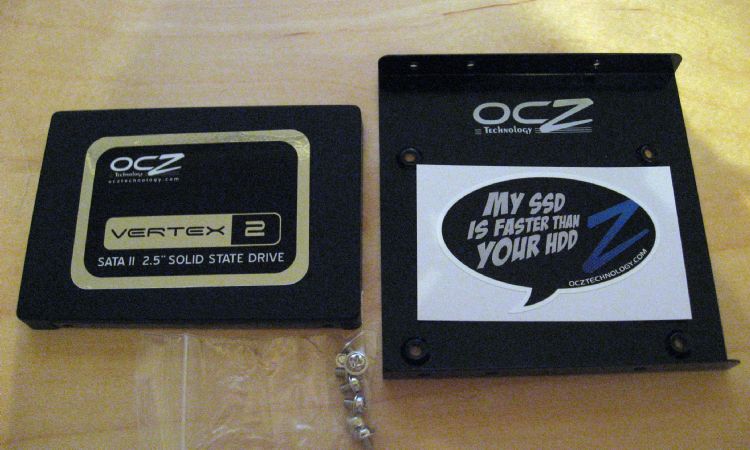 OCZ
Technology
ocztechnology.com
VERTEX 2
SATA II 2.5" SOLID STATE DRIVE
OCZ
Technology
MY SSD
IS FASTER THAN
YOUR HDD
Z
OCZTECHNOLOGY.COM